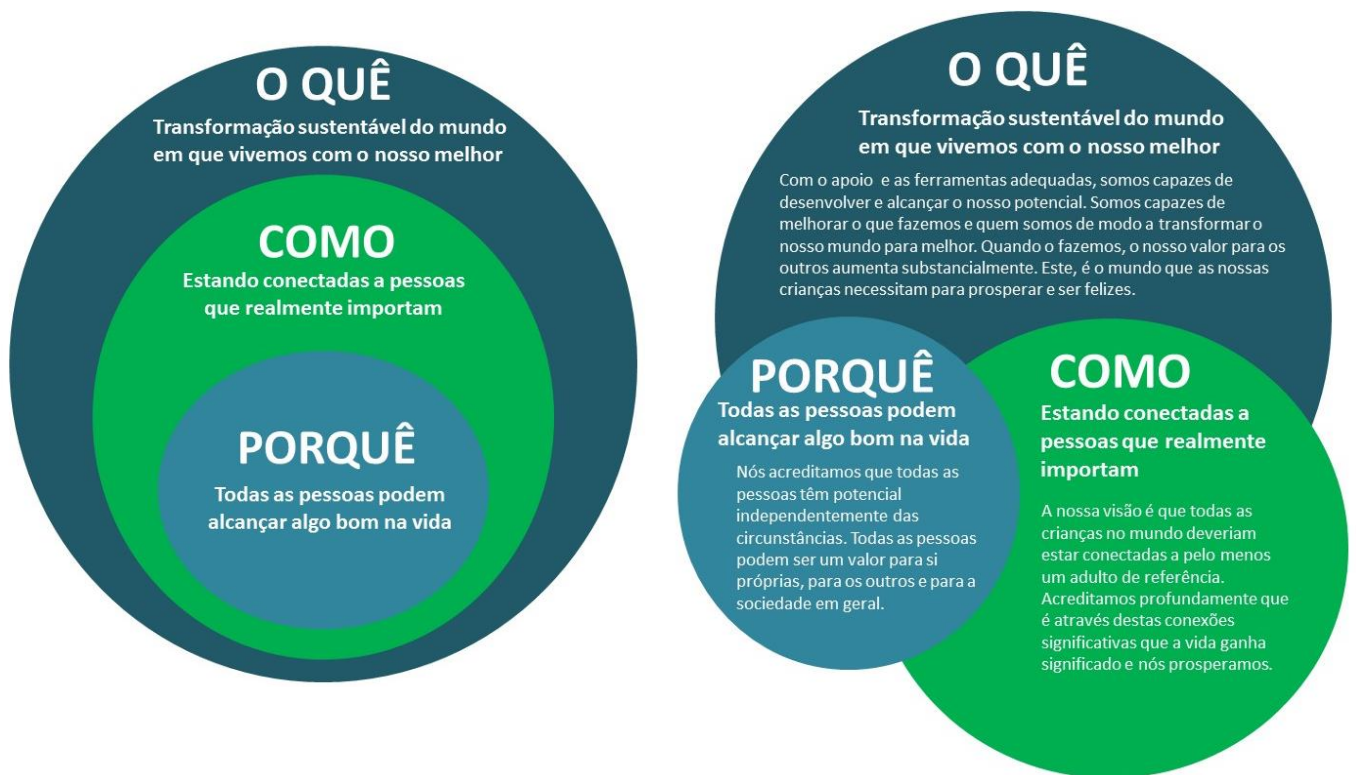 O QUÊ
Transformação sustentável do mundo
em que vivemos com o nosso melhor
COMO
Estando conectadas a pessoas
que realmente importam
PORQUÊ
Todas as pessoas podem
alcançar algo bom na vida
O QUÊ
Transformação sustentável do mundo
em que vivemos com o nosso melhor
Com o apoio e as ferramentas adequadas, somos capazes de
desenvolver e alcançar o nosso potencial. Somos capazes de
melhorar o que fazemos e quem somos de modo a transformar o
nosso mundo para melhor. Quando o fazemos, o nosso valor para os
outros aumenta substancialmente. Este, é o mundo que as nossas
crianças necessitam para prosperar e ser felizes.
PORQUÊ
Todas as pessoas podem
alcançar algo bom na vida
Nós acreditamos que todas as
pessoas têm potencial
independentemente das
circunstâncias. Todas as pessoas
podem ser um valor para si
próprias, para os outros e para a
sociedade em geral.
COMO
Estando conectadas a
pessoas que realmente
importam
A nossa visão é que todas as
crianças no mundo deveriam
estar conectadas a pelo menos
um adulto de referência.
Acreditamos profundamente que
é através destas conexões
significativas que a vida ganha
significado e nós prosperamos.